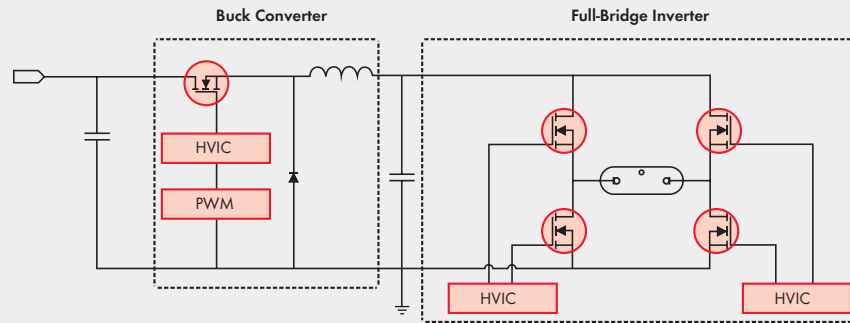 Buck Converter
Full-Bridge Inverter
HVIC
PWM
HVIC
HVIC